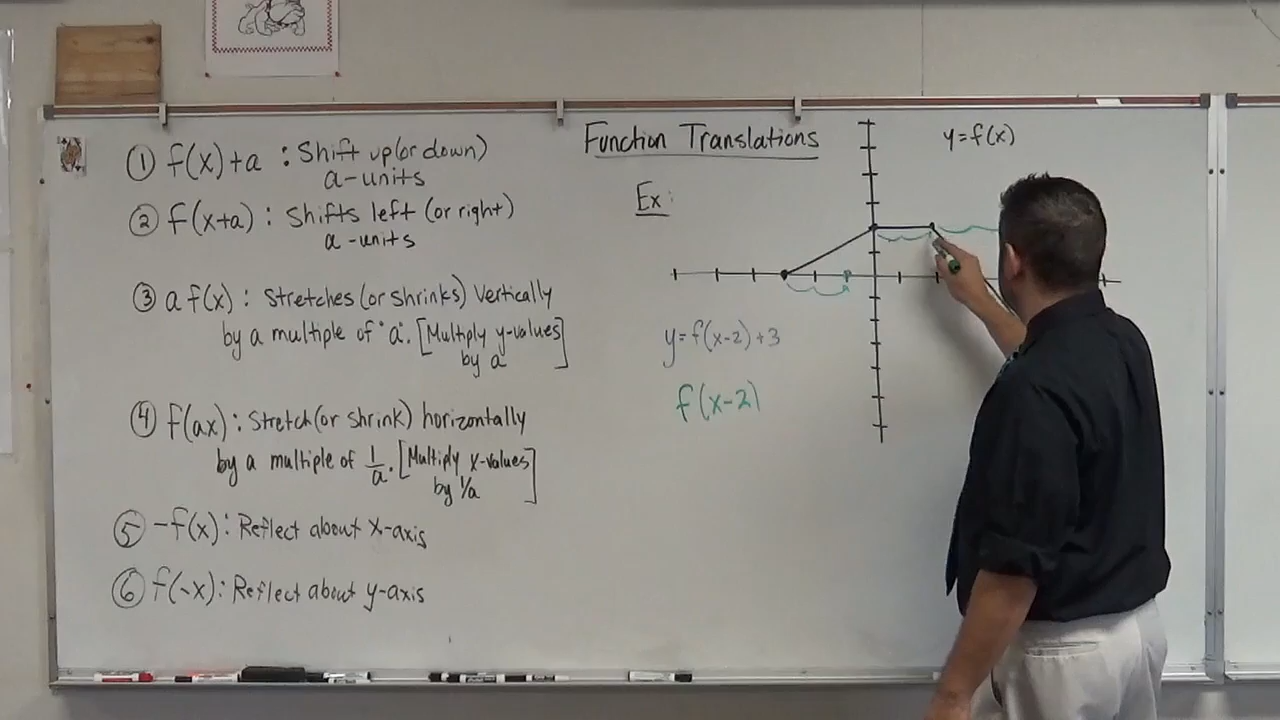 Function Translations
① f(x)+a : Shift up(or down)
a-units
② f(x+a) : Shifts left (or right)
a-units
③ a f(x) : Stretches (or shrinks) Vertically
by a multiple of "a". [Multiply y-values
by a]
④ f(ax) : Stretch (or shrink) horizontally
by a multiple of 1/a. [Multiply x-values
by 1/a]
⑤ -f(x) : Reflect about x-axis
⑥ f(-x) : Reflect about y-axis
Ex:
y=f(x)
y=f(x-2)+3
f(x-2)